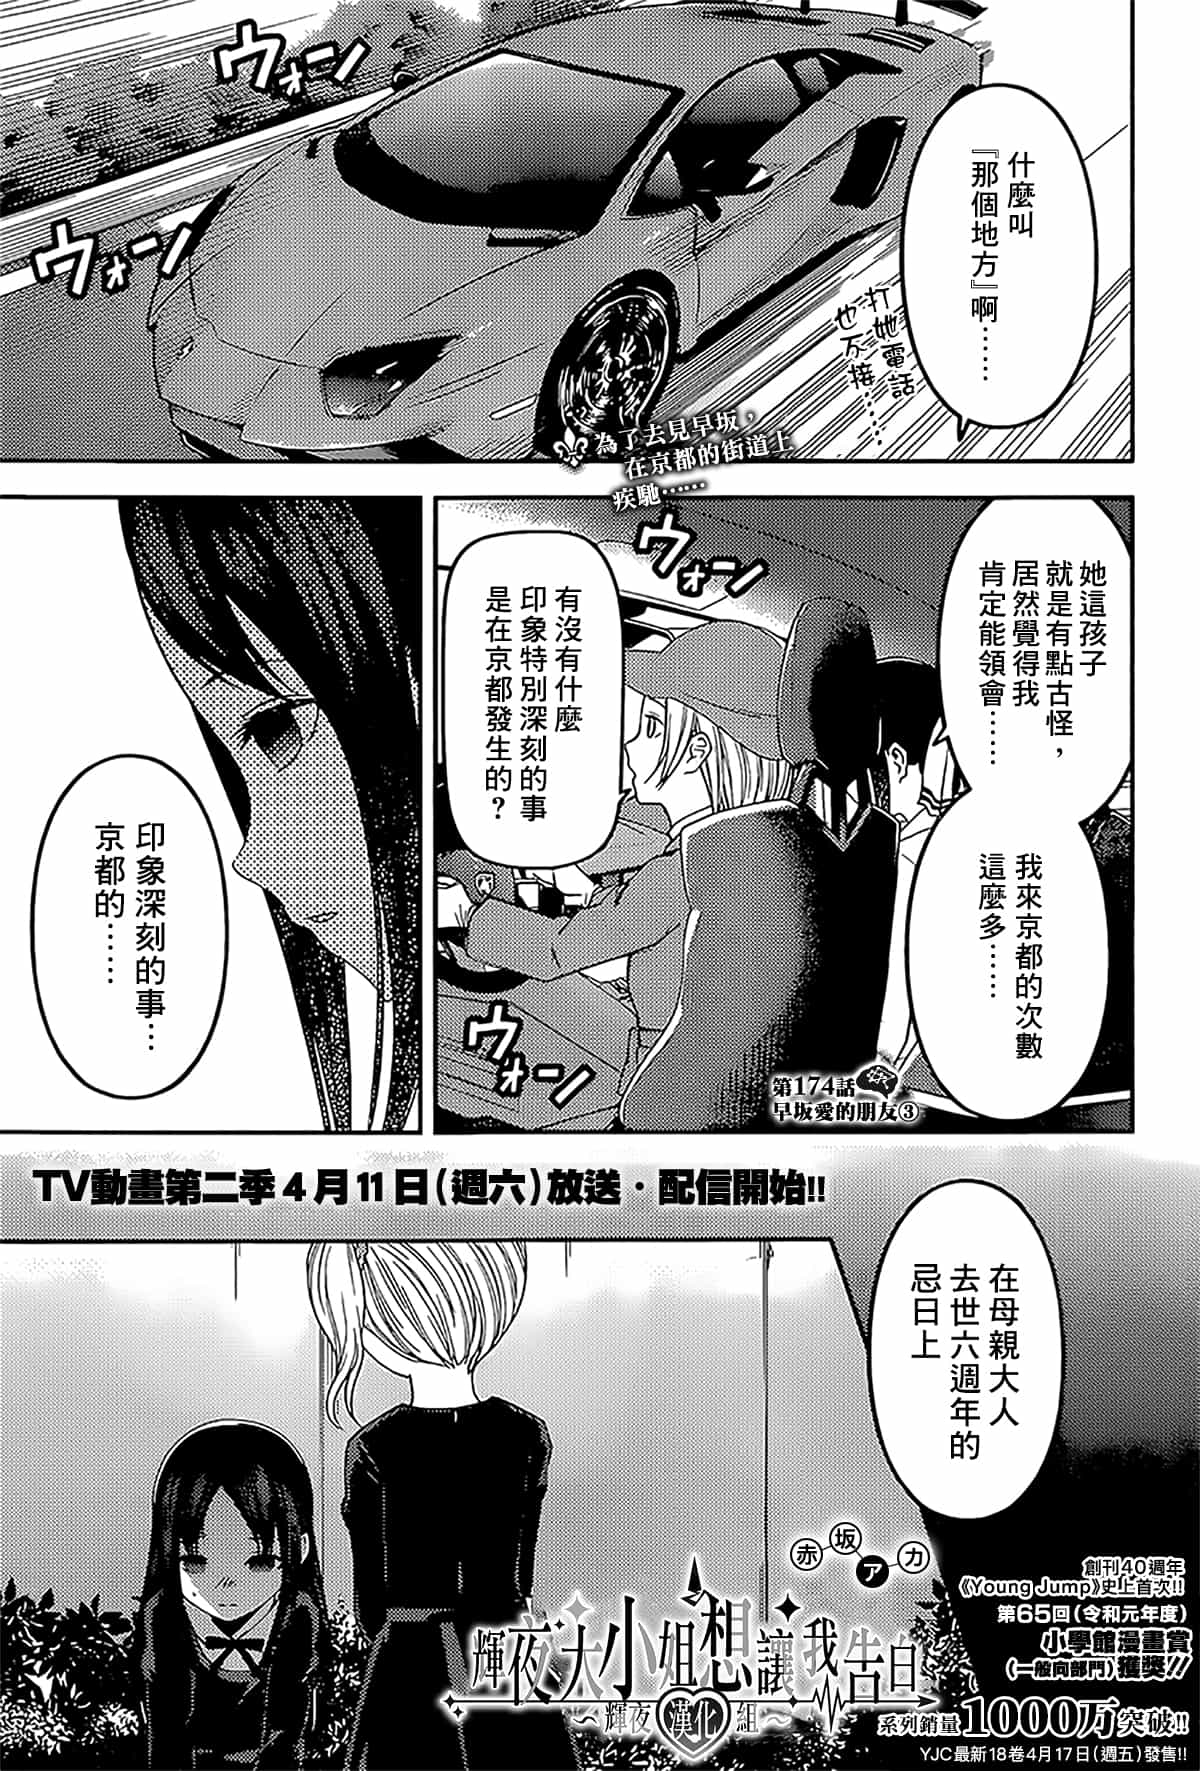 ウォン
ウォン
什麼叫
『那個地方』啊……
打她電話
也不接……
為了去見早坂，
在京都的街道上
疾馳……
她這孩子
就是有點古怪，
居然覺得我
肯定能領會……
我來京都的次數
這麼多……
ウォン
有沒有什麼
印象特別深刻的事
是在京都發生的？
ウォン
第174話
早坂愛的朋友③
印象深刻的事…
京都的……
TV動畫第二季4月11日（週六）放送・配信開始!!
在母親大人
去世六週年的
忌日上
赤坂アカ
輝夜大小姐想讓我告白
～輝夜漢化組～
創刊40週年
《Young Jump》史上首次!!
第65回（令和元年度）
小學館漫畫賞
（一般向部門）獲獎!!
系列銷量1000万突破!!
YJC最新18卷4月17日（週五）發售!!